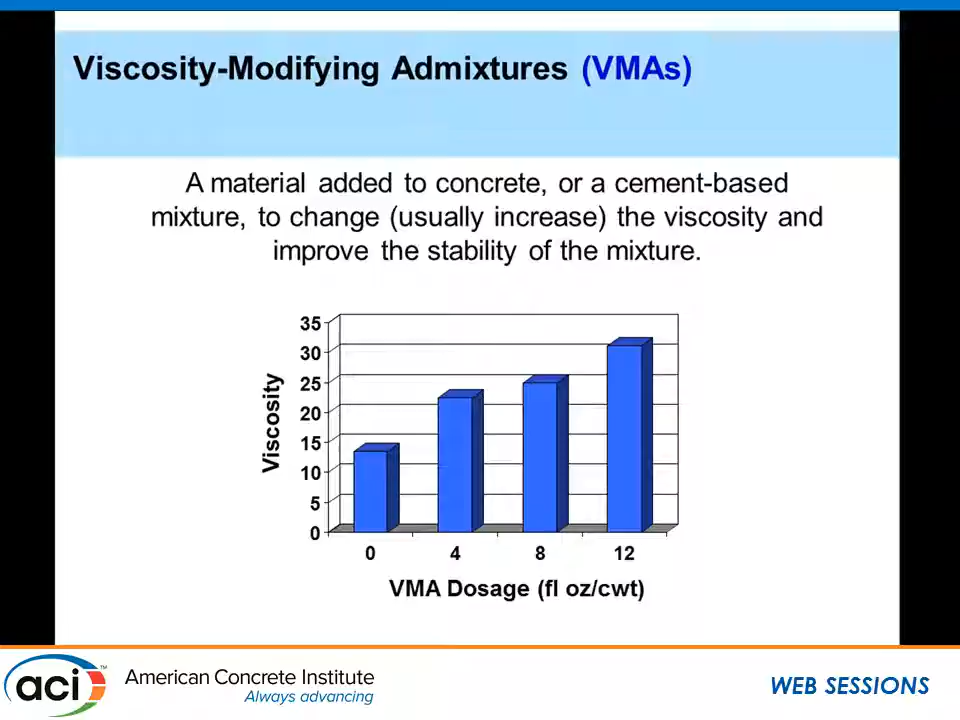 Viscosity-Modifying Admixtures (VMAs)
A material added to concrete, or a cement-based
mixture, to change (usually increase) the viscosity and
improve the stability of the mixture.
35
30
25
20
15
10
5
0
Viscosity
0 4 8 12
VMA Dosage (fl oz/cwt)
aci™
American Concrete Institute
Always advancing
WEB SESSIONS